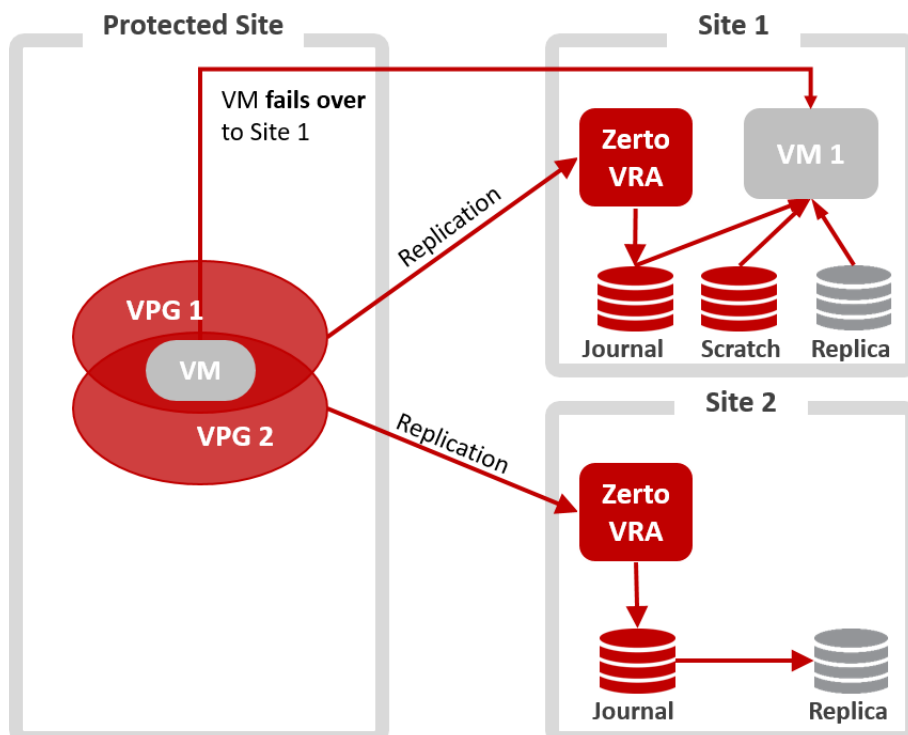 Protected Site
VM fails over
to Site 1
VPG 1
VM
VPG 2
Replication
Replication
Site 1
Zerto
VRA
VM 1
Journal
Scratch
Replica
Site 2
Zerto
VRA
Journal
Replica